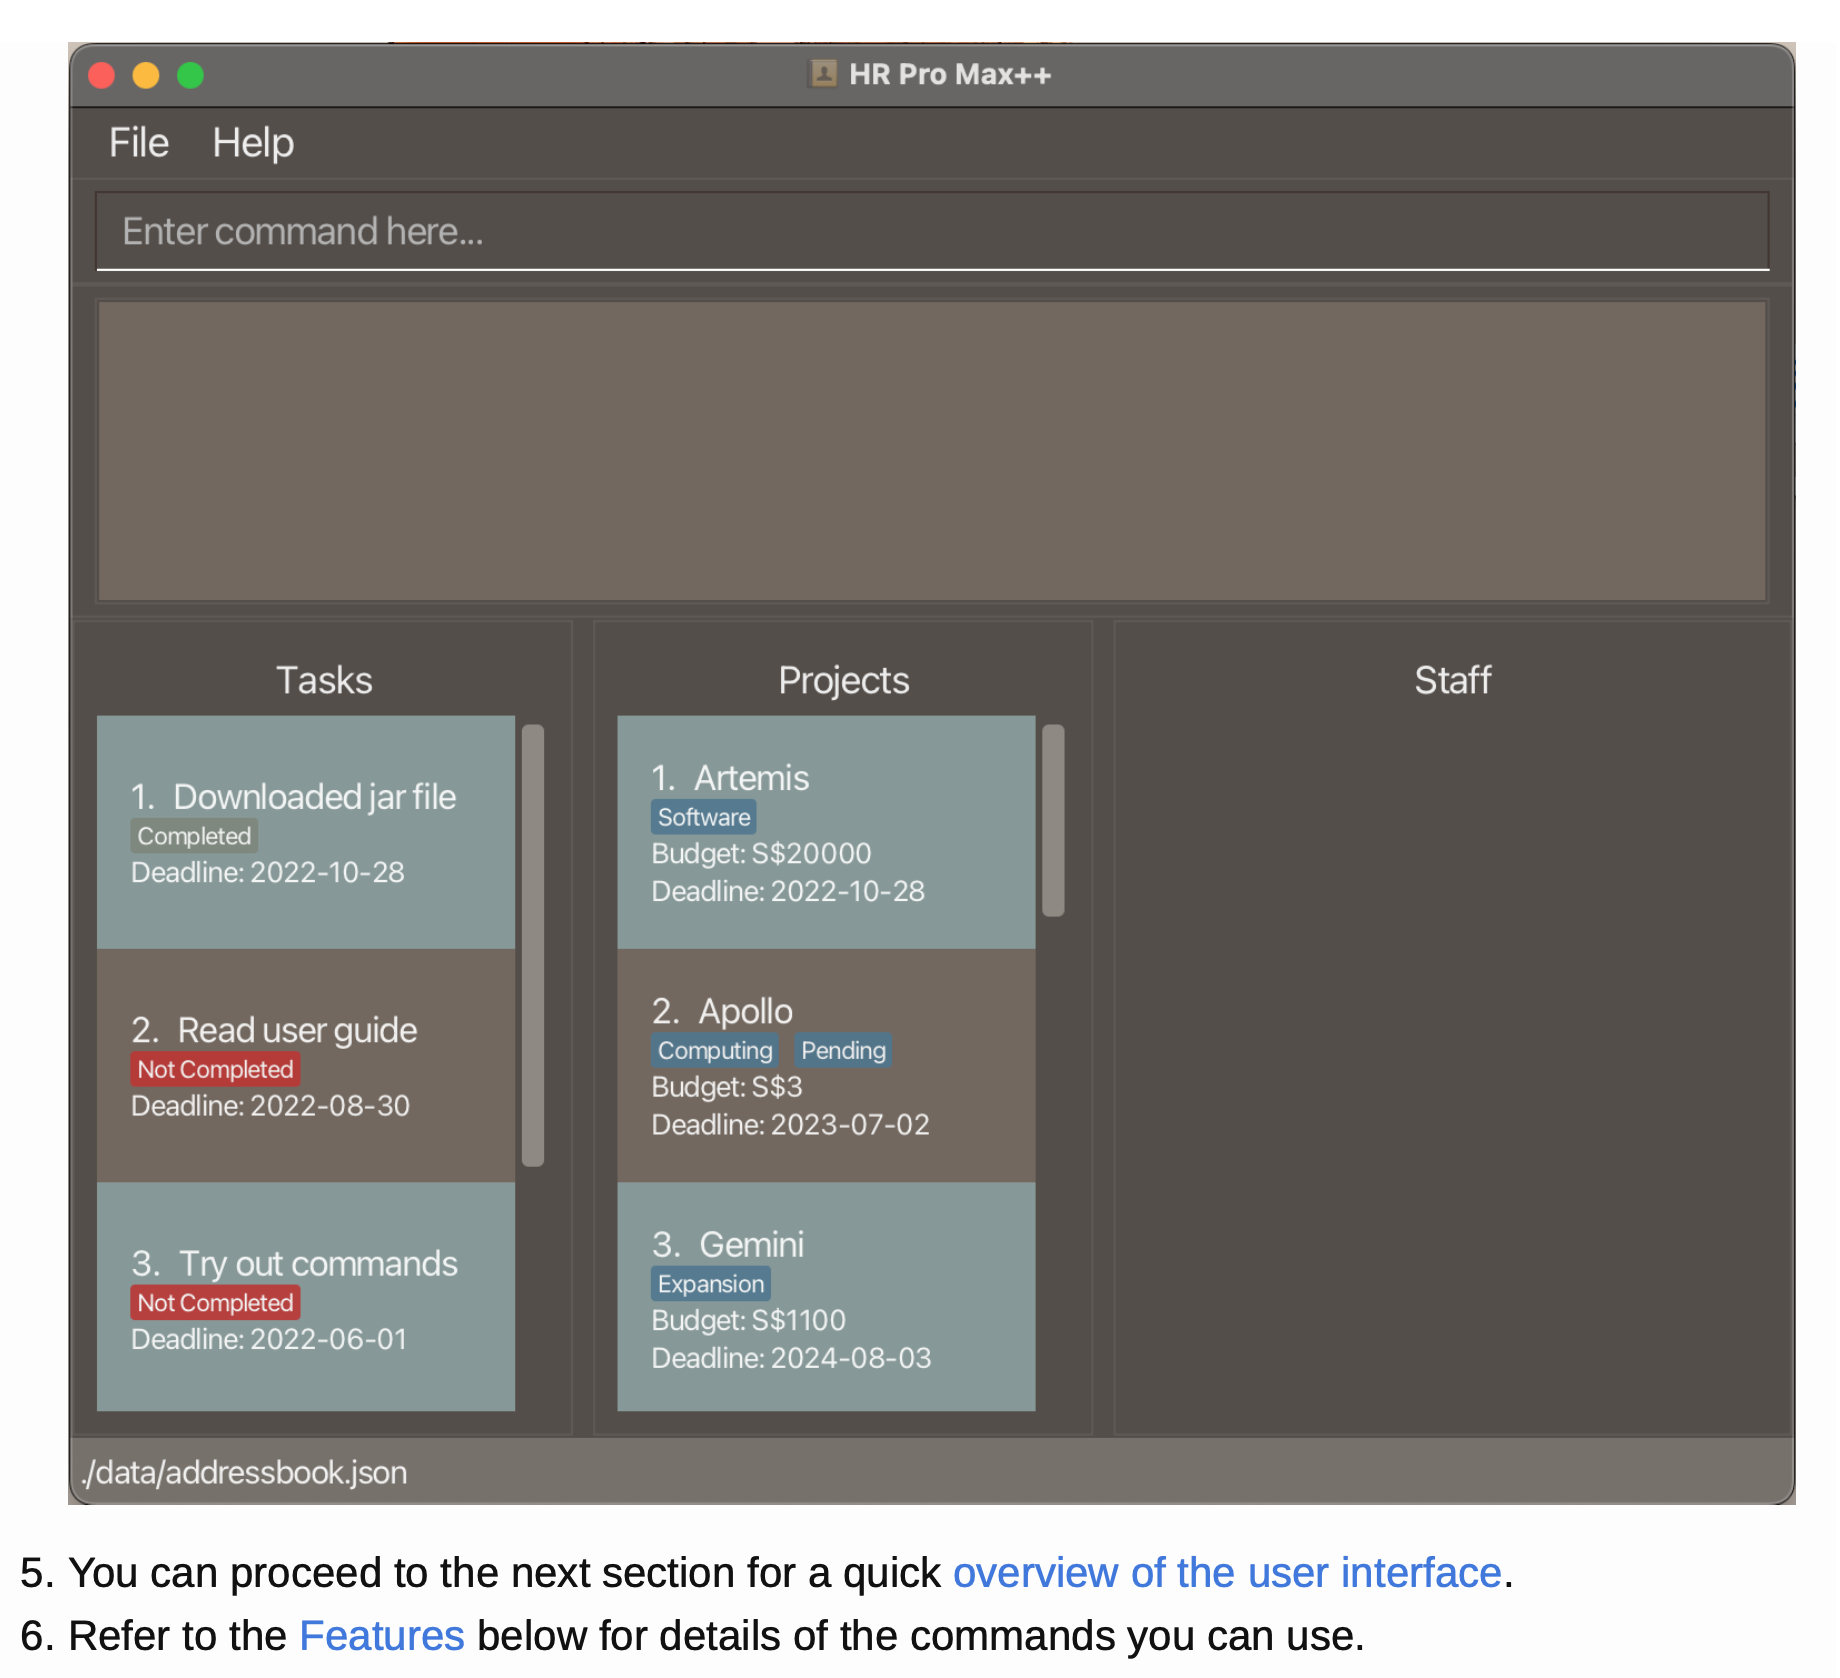 HR Pro Max++
File Help
Enter command here...
Tasks
1. Downloaded jar file
Completed
Deadline: 2022-10-28
2. Read user guide
Not Completed
Deadline: 2022-08-30
3. Try out commands
Not Completed
Deadline: 2022-06-01
Projects
1. Artemis
Software
Budget: S$20000
Deadline: 2022-10-28
2. Apollo
Computing Pending
Budget: S$3
Deadline: 2023-07-02
3. Gemini
Expansion
Budget: S$1100
Deadline: 2024-08-03
Staff
./data/addressbook.json
5. You can proceed to the next section for a quick overview of the user interface.
6. Refer to the Features below for details of the commands you can use.